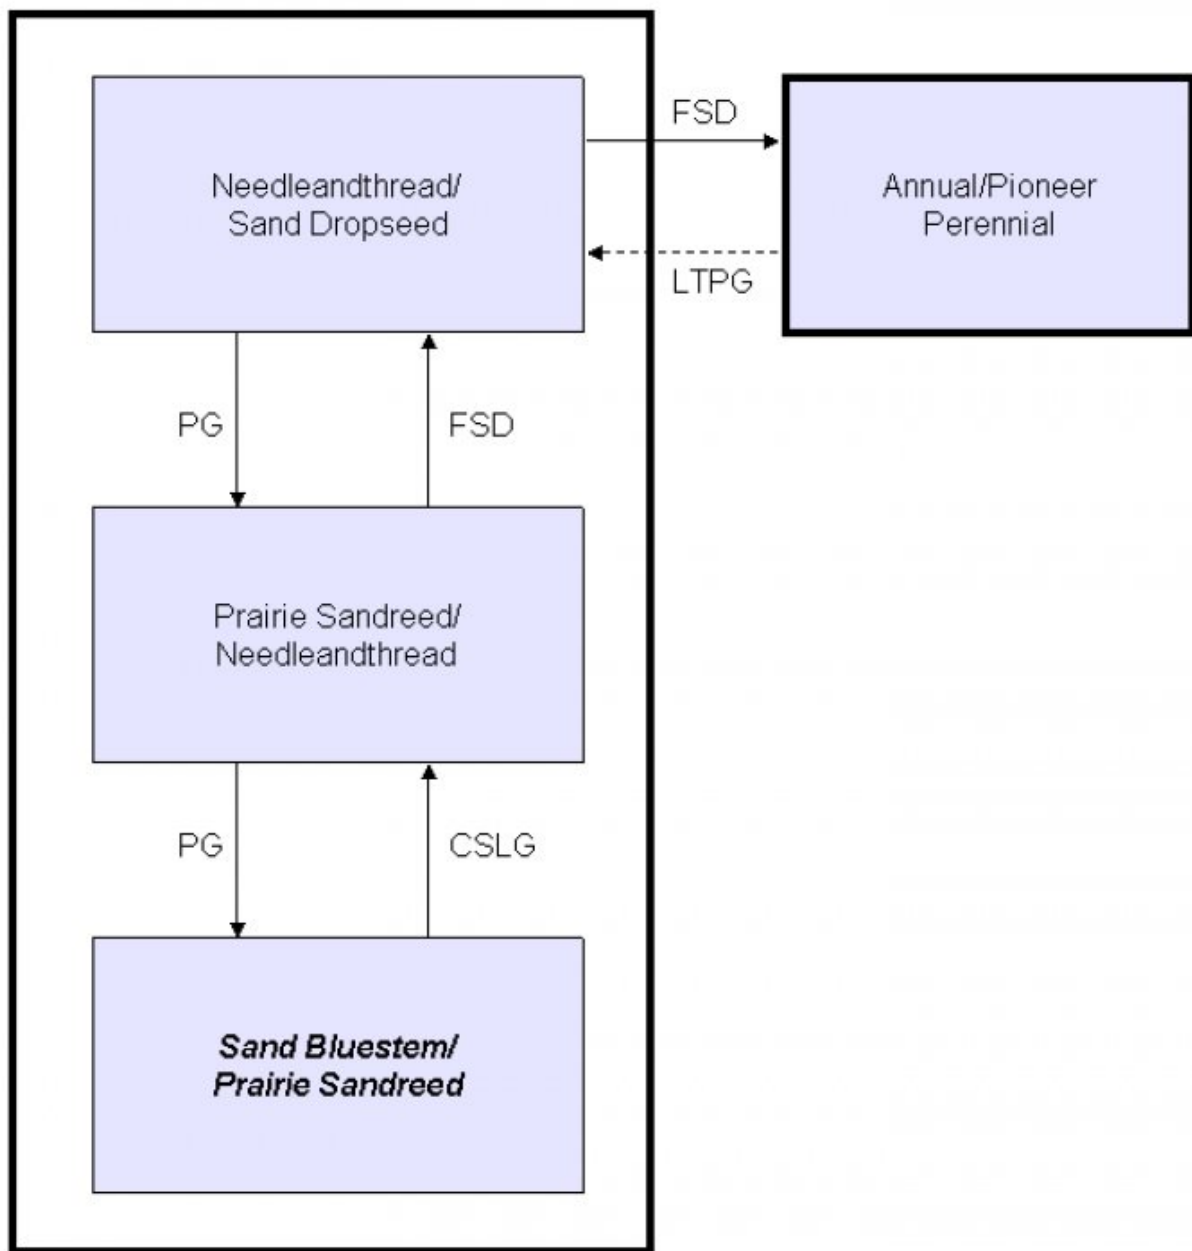 Needleandthread/
Sand Dropseed
FSD
LTPG
Annual/Pioneer
Perennial
PG
FSD
Prairie Sandreed/
Needleandthread
PG
CSLG
Sand Bluestem/
Prairie Sandreed